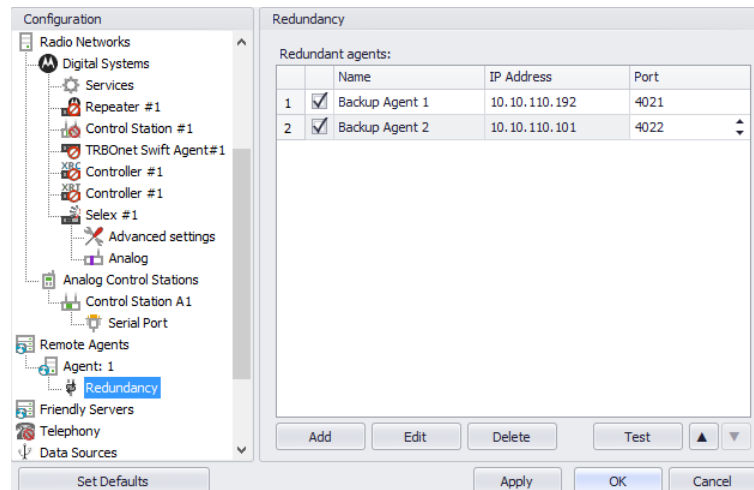 Configuration
Radio Networks
Digital Systems
Services
Repeater #1
Control Station #1
TRBOnet Swift Agent#1
XRC Controller #1
XRT Controller #1
Selex #1
Advanced settings
Analog
Analog Control Stations
Control Station A1
Serial Port
Remote Agents
Agent: 1
Redundancy
Friendly Servers
Telephony
Data Sources
Set Defaults
Redundancy
Redundant agents:
Name IP Address Port
1 Backup Agent 1 10.10.110.192 4021
2 Backup Agent 2 10.10.110.101 4022
Add Edit Delete Test
Apply OK Cancel